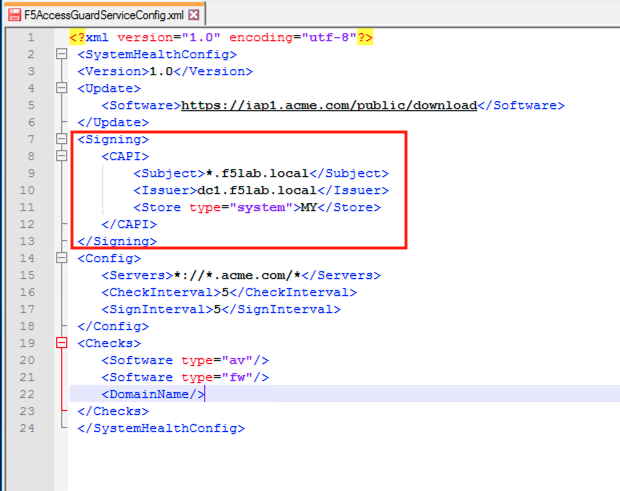 F5AccessGuardServiceConfig.xml
1 <?xml version="1.0" encoding="utf-8"?>
2 <SystemHealthConfig>
3 <Version>1.0</Version>
4 <Update>
5 <Software>https://iap1.acme.com/public/download</Software>
6 </Update>
7 <Signing>
8 <CAPI>
9 <Subject>*.f5lab.local</Subject>
10 <Issuer>dc1.f5lab.local</Issuer>
11 <Store type="system">MY</Store>
12 </CAPI>
13 </Signing>
14 <Config>
15 <Servers>*://*.acme.com/*</Servers>
16 <CheckInterval>5</CheckInterval>
17 <SignInterval>5</SignInterval>
18 </Config>
19 <Checks>
20 <Software type="av"/>
21 <Software type="fw"/>
22 <DomainName/>
23 </Checks>
24 </SystemHealthConfig>